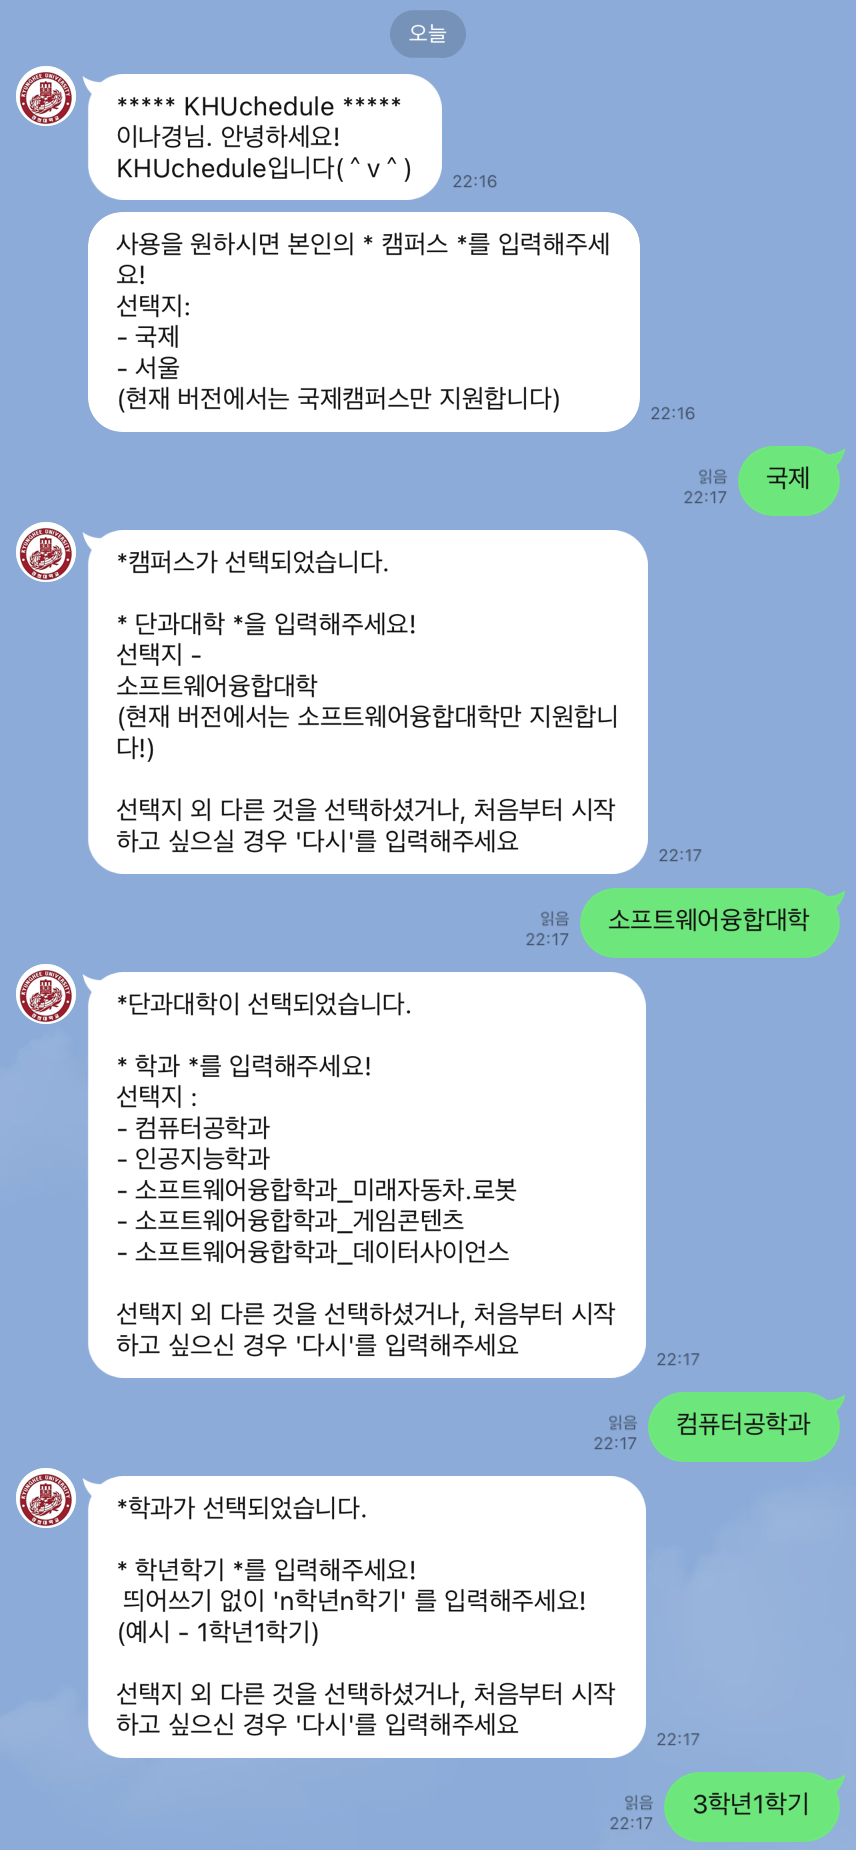 오늘
***** KHUchedule *****
이나경님. 안녕하세요!
KHUchedule입니다( ^ v ^ )
22:16
사용을 원하시면 본인의 * 캠퍼스 *를 입력해주세
요!
선택지:
- 국제
- 서울
(현재 버전에서는 국제캠퍼스만 지원합니다)
22:16
국제
읽음
22:17
*캠퍼스가 선택되었습니다.
* 단과대학 *을 입력해주세요!
선택지 -
소프트웨어융합대학
(현재 버전에서는 소프트웨어융합대학만 지원합니
다!)
선택지 외 다른 것을 선택하셨거나, 처음부터 시작
하고 싶으실 경우 '다시'를 입력해주세요
22:17
소프트웨어융합대학
읽음
22:17
*단과대학이 선택되었습니다.
* 학과 *를 입력해주세요!
선택지 :
- 컴퓨터공학과
- 인공지능학과
- 소프트웨어융합학과_미래자동차.로봇
- 소프트웨어융합학과_게임콘텐츠
- 소프트웨어융합학과_데이터사이언스
선택지 외 다른 것을 선택하셨거나, 처음부터 시작
하고 싶으신 경우 '다시'를 입력해주세요
22:17
컴퓨터공학과
읽음
22:17
*학과가 선택되었습니다.
* 학년학기 *를 입력해주세요!
띄어쓰기 없이 'n학년n학기' 를 입력해주세요!
(예시 - 1학년1학기)
선택지 외 다른 것을 선택하셨거나, 처음부터 시작
하고 싶으신 경우 '다시'를 입력해주세요
22:17
3학년1학기
읽음
22:17